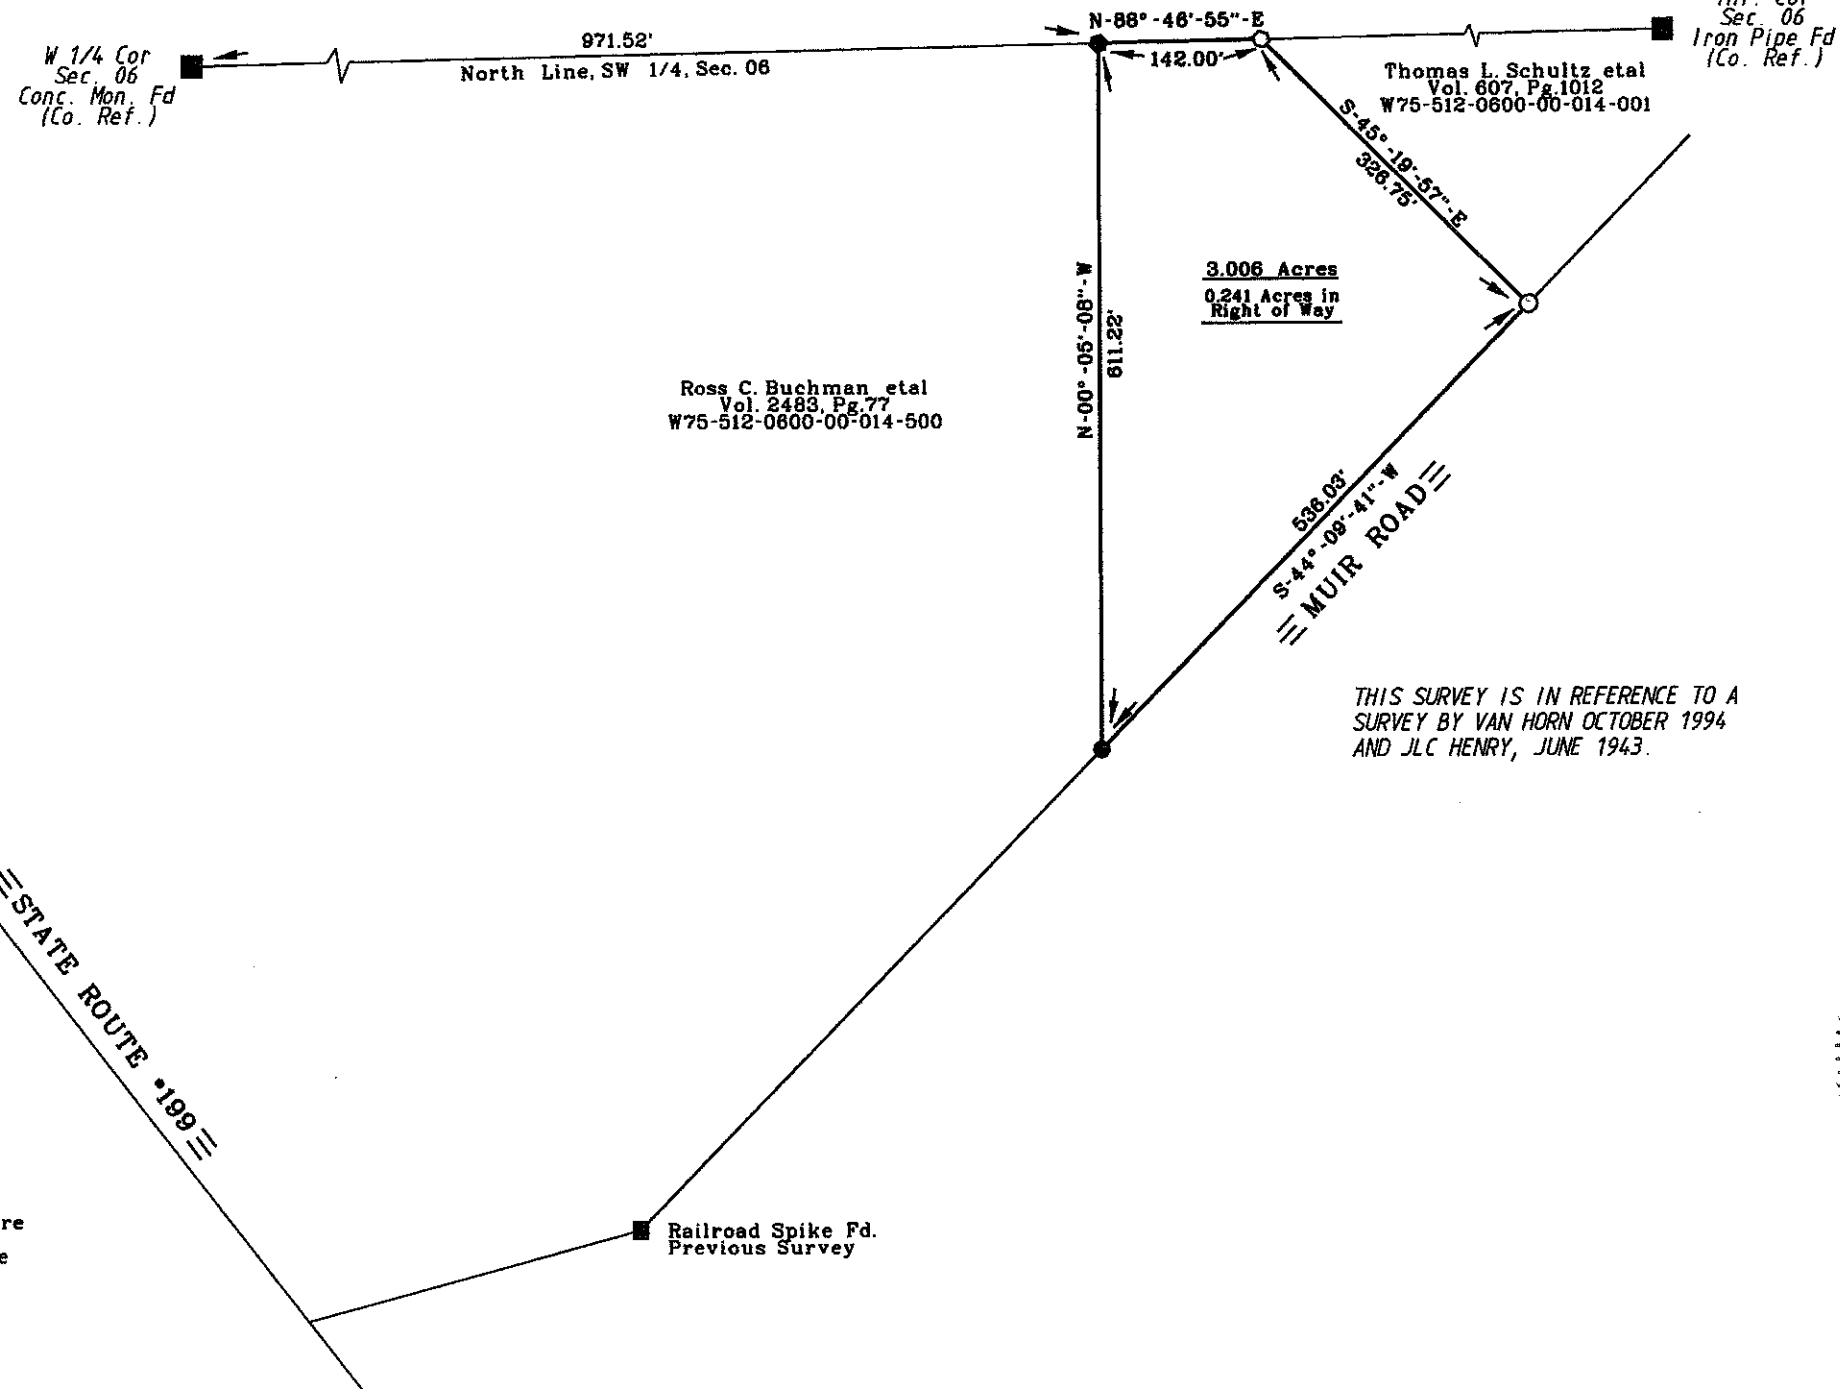 W 1/4 Cor
Sec. 06
Conc. Mon. Fd
(Co. Ref.)
971.52'
North Line, SW 1/4, Sec. 06
N-88°-46'-55"-E
142.00'
Sec. 06
Iron Pipe Fd
(Co. Ref.)
Thomas L. Schultz etal
Vol. 607, Pg.1012
W75-512-0600-00-014-001
S-45°-19'-57"-E
326.75'
3.006 Acres
0.241 Acres in
Right of Way
N-00°-05'-08"-W
611.22'
Ross C. Buchman etal
Vol. 2483, Pg.77
W75-512-0600-00-014-500
536.03'
S-44°-09'-41"-W
MUIR ROAD
THIS SURVEY IS IN REFERENCE TO A
SURVEY BY VAN HORN OCTOBER 1994
AND JLC HENRY, JUNE 1943.
STATE ROUTE #199
re
e
Railroad Spike Fd.
Previous Survey